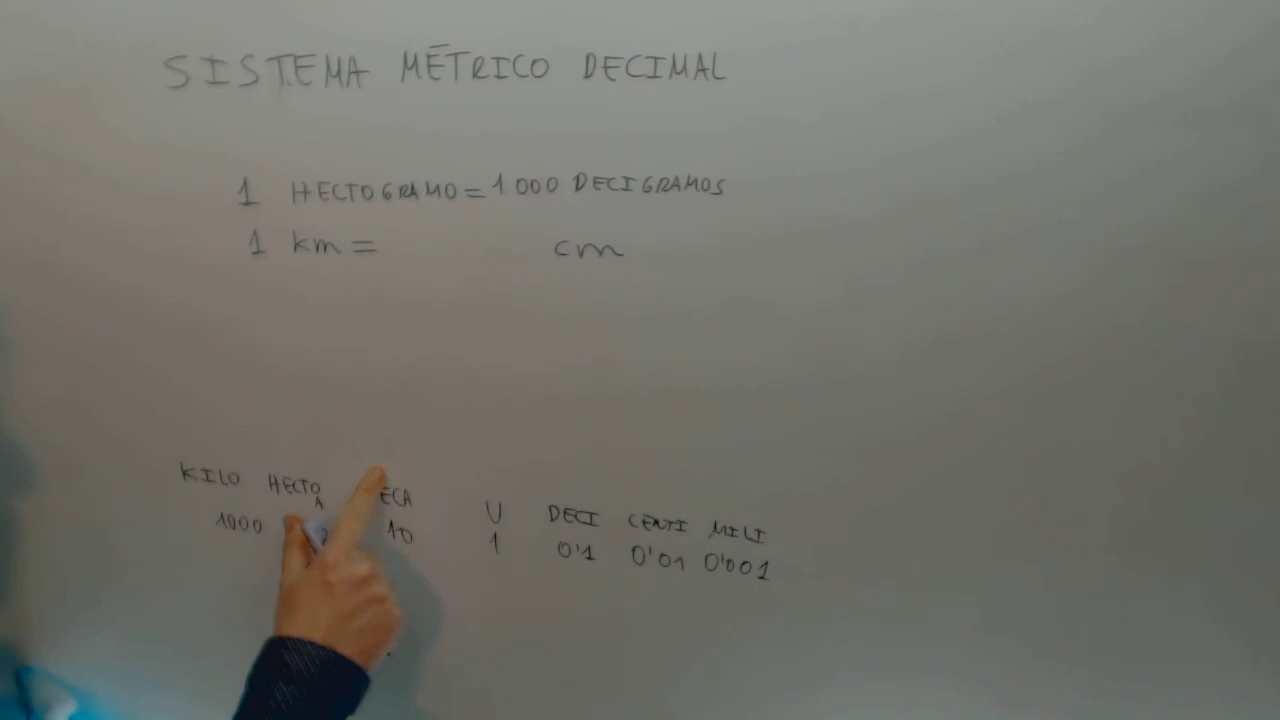 SISTEMA MÉTRICO DECIMAL
1 HECTOGRAMO = 1000 DECIGRAMOS
1 km = cm
KILO HECTO ECA U DECI CENTI MILI
A
1000 10 1 0'1 0'01 0'001